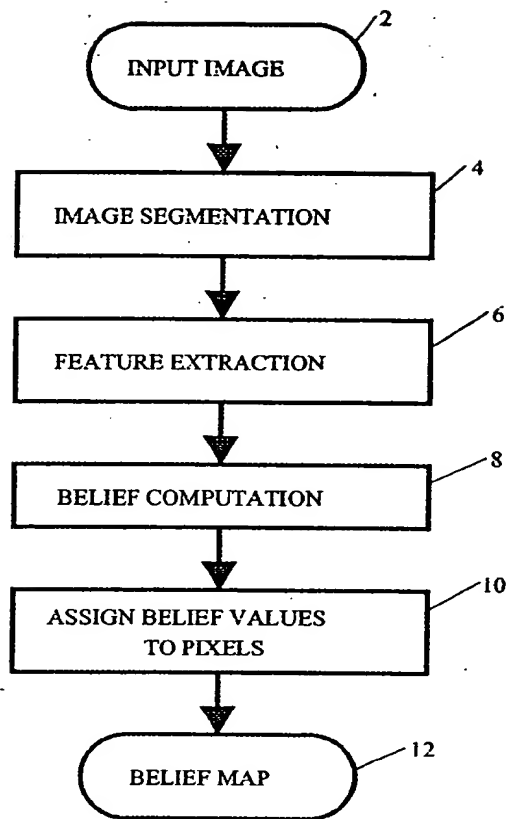 2
INPUT IMAGE
4
IMAGE SEGMENTATION
6
FEATURE EXTRACTION
8
BELIEF COMPUTATION
10
ASSIGN BELIEF VALUES
TO PIXELS
12
BELIEF MAP